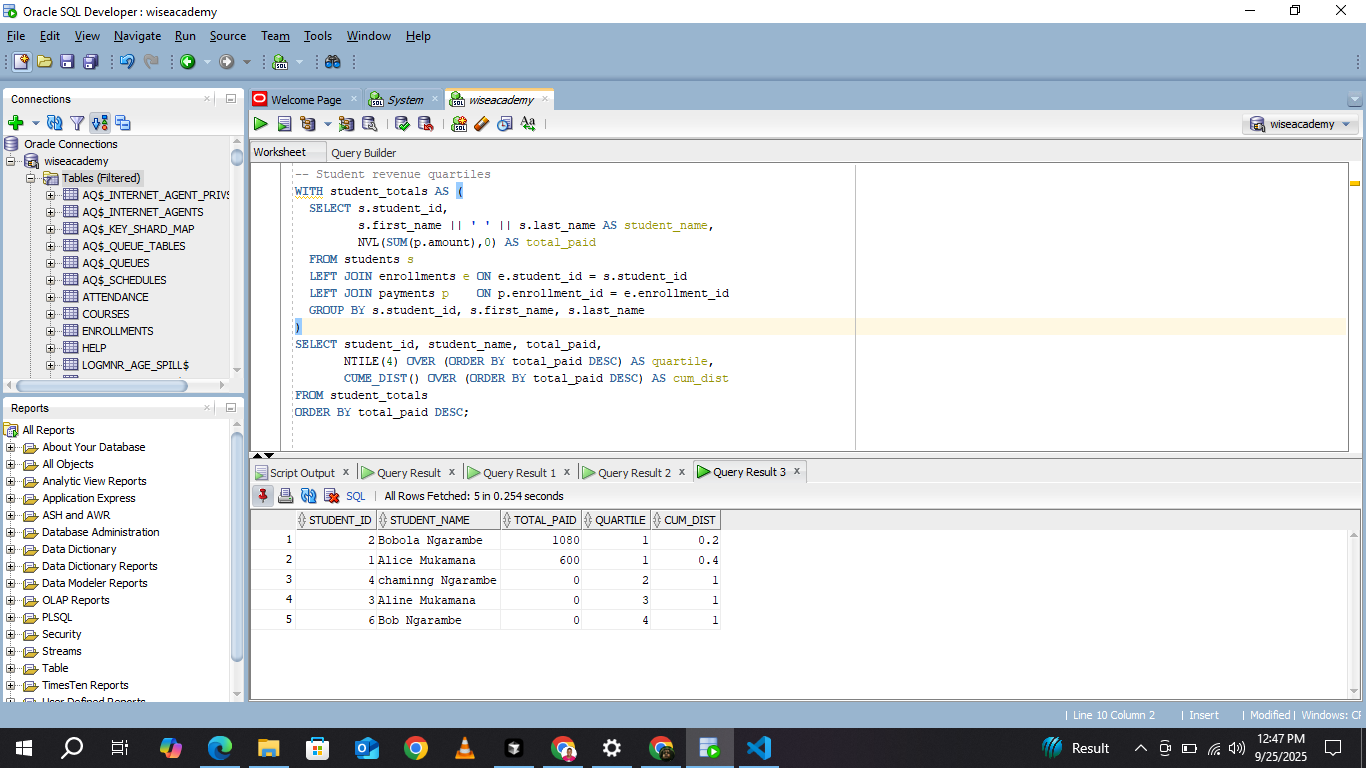 Oracle SQL Developer : wiseacademy
File Edit View Navigate Run Source Team Tools Window Help
Connections
Oracle Connections
wiseacademy
Tables (Filtered)
AQ$_INTERNET_AGENT_PRIVS
AQ$_INTERNET_AGENTS
AQ$_KEY_SHARD_MAP
AQ$_QUEUE_TABLES
AQ$_QUEUES
AQ$_SCHEDULES
ATTENDANCE
COURSES
ENROLLMENTS
HELP
LOGMNR_AGE_SPILL$
Reports
All Reports
About Your Database
All Objects
Analytic View Reports
Application Express
ASH and AWR
Database Administration
Data Dictionary
Data Dictionary Reports
Data Modeler Reports
OLAP Reports
PLSQL
Security
Streams
Table
TimesTen Reports
User Defined Reports
Welcome Page System wiseacademy
wiseacademy
Worksheet Query Builder
-- Student revenue quartiles
WITH student_totals AS (
SELECT s.student_id,
s.first_name || ' ' || s.last_name AS student_name,
NVL(SUM(p.amount),0) AS total_paid
FROM students s
LEFT JOIN enrollments e ON e.student_id = s.student_id
LEFT JOIN payments p ON p.enrollment_id = e.enrollment_id
GROUP BY s.student_id, s.first_name, s.last_name
)
SELECT student_id, student_name, total_paid,
NTILE(4) OVER (ORDER BY total_paid DESC) AS quartile,
CUME_DIST() OVER (ORDER BY total_paid DESC) AS cum_dist
FROM student_totals
ORDER BY total_paid DESC;
Script Output Query Result Query Result 1 Query Result 2 Query Result 3
SQL All Rows Fetched: 5 in 0.254 seconds
STUDENT_ID STUDENT_NAME TOTAL_PAID QUARTILE CUM_DIST
1 2 Bobola Ngarambe 1080 1 0.2
2 1 Alice Mukamana 600 1 0.4
3 4 chaminng Ngarambe 0 2 1
4 3 Aline Mukamana 0 3 1
5 6 Bob Ngarambe 0 4 1
Line 10 Column 2 Insert Modified Windows: CF
Result
12:47 PM
9/25/2025